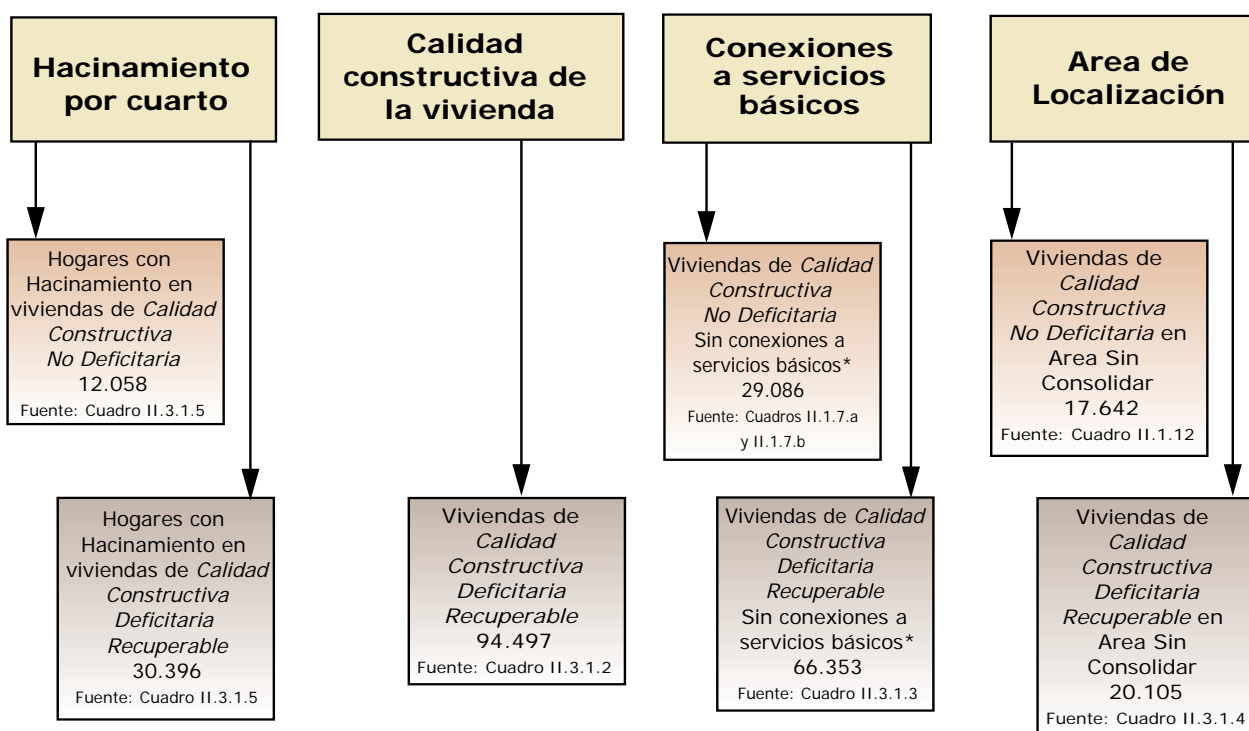 Hacinamiento
por cuarto
Calidad
constructiva de
la vivienda
Conexiones
a servicios
básicos
Area de
Localización
Hogares con
Hacinamiento en
viviendas de Calidad
Constructiva
No Deficitaria
12.058
Fuente: Cuadro II.3.1.5
Viviendas de Calidad
Constructiva
No Deficitaria
Sin conexiones a
servicios básicos*
29.086
Fuente: Cuadros II.1.7.a
y II.1.7.b
Viviendas de
Calidad
Constructiva
No Deficitaria en
Area Sin
Consolidar
17.642
Fuente: Cuadro II.1.12
Hogares con
Hacinamiento en
viviendas de Calidad
Constructiva
Deficitaria
Recuperable
30.396
Fuente: Cuadro II.3.1.5
Viviendas de
Calidad
Constructiva
Deficitaria
Recuperable
94.497
Fuente: Cuadro II.3.1.2
Viviendas de Calidad
Constructiva
Deficitaria
Recuperable
Sin conexiones a
servicios básicos*
66.353
Fuente: Cuadro II.3.1.3
Viviendas de
Calidad
Constructiva
Deficitaria
Recuperable en
Area Sin
Consolidar
20.105
Fuente: Cuadro II.3.1.4